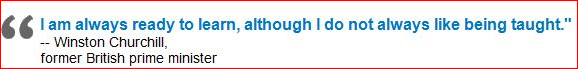 “ I am always ready to learn, although I do not always like being taught."
-- Winston Churchill,
former British prime minister